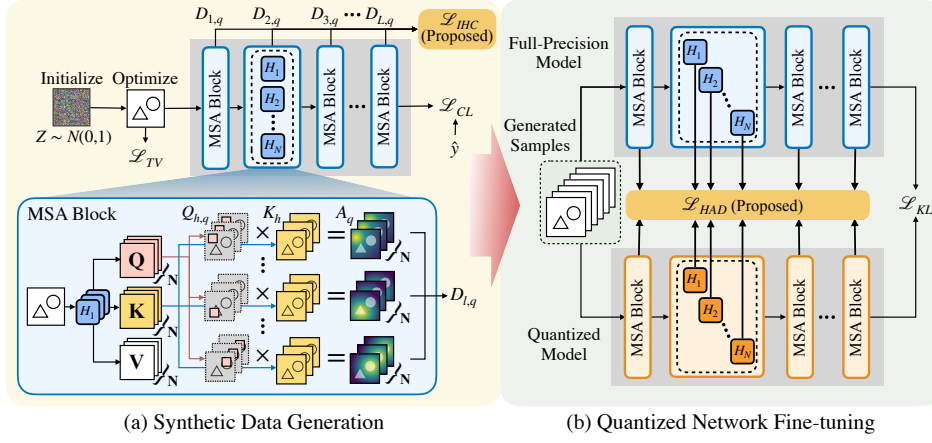 D_{1,q} D_{2,q} D_{3,q} ••• D_{L,q}
ℒ_{IHC}
(Proposed)
Initialize
Optimize
Z ~ N(0,1)
ℒ_{TV}
MSA Block
H_1
H_2
H_N
MSA Block
MSA Block
ℒ_{CL}
ŷ
MSA Block
Q_{h,q} K_h A_q
H_1
Q
N
K
N
V
N
× = N
× = N
× = N
D_{l,q}
(a) Synthetic Data Generation
Full-Precision
Model
MSA Block
H_1
H_2
H_N
MSA Block
MSA Block
Generated
Samples
ℒ_{HAD} (Proposed)
ℒ_{KL}
MSA Block
H_1
H_2
H_N
MSA Block
MSA Block
Quantized
Model
(b) Quantized Network Fine-tuning